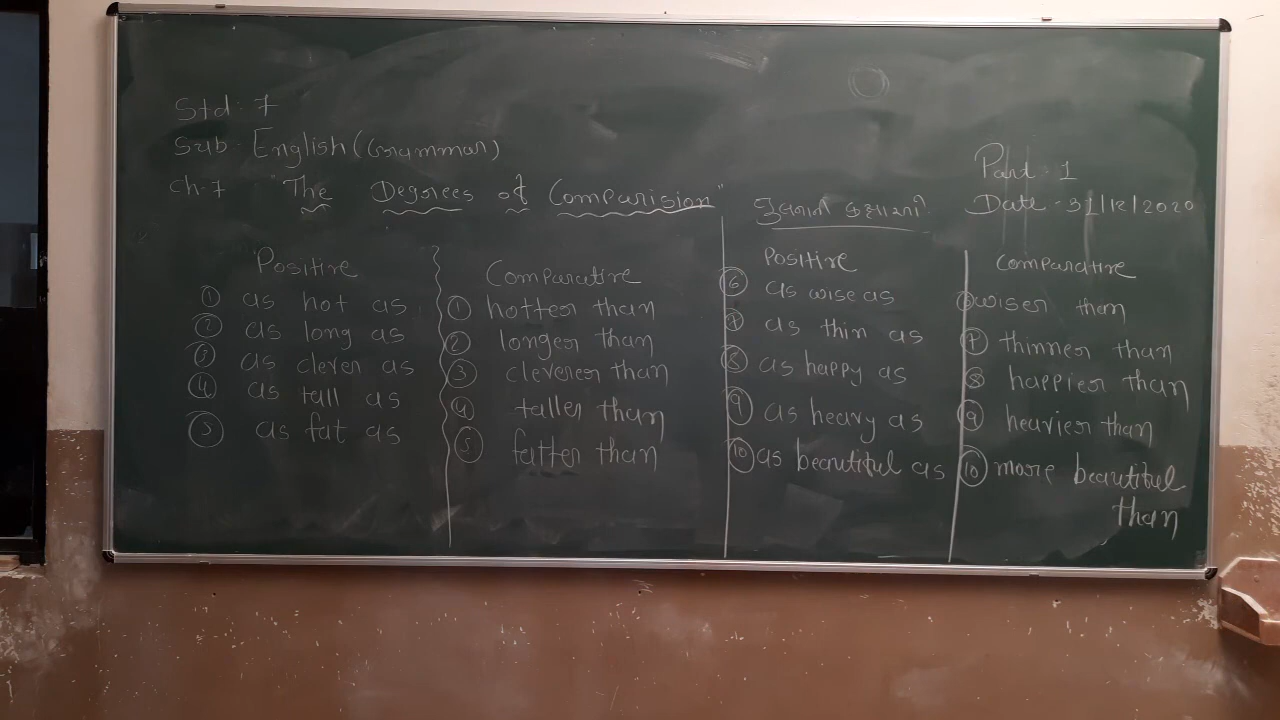 Std: 7
Sub: English (Grammar)
Ch-7 "The Degrees of Comparision"
Part: 1
Date - 31/12/2020
Positive
① as hot as
② as long as
③ as clever as
④ as tall as
⑤ as fat as
Comparative
① hotter than
② longer than
③ cleverer than
④ taller than
⑤ fatter than
Positive
⑥ as wise as
⑦ as thin as
⑧ as happy as
⑨ as heavy as
⑩ as beautiful as
Comparative
⑥ wiser than
⑦ thinner than
⑧ happier than
⑨ heavier than
⑩ more beautiful
than